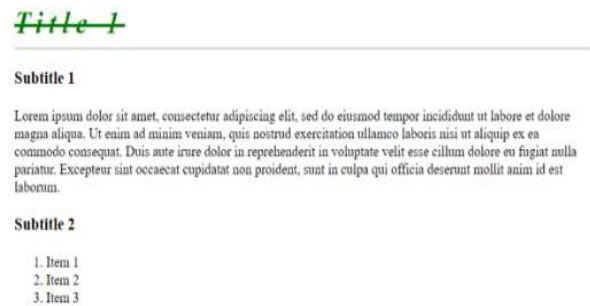 Title 1
Subtitle 1
Lorem ipsum dolor sit amet, consectetur adipiscing elit, sed do eiusmod tempor incididunt ut labore et dolore
magna aliqua. Ut enim ad minim veniam, quis nostrud exercitation ullamco laboris nisi ut aliquip ex ea
commodo consequat. Duis aute irure dolor in reprehenderit in voluptate velit esse cillum dolore eu fugiat nulla
pariatur. Excepteur sint occaecat cupidatat non proident, sunt in culpa qui officia deserunt mollit anim id est
laborum.
Subtitle 2
1. Item 1
2. Item 2
3. Item 3